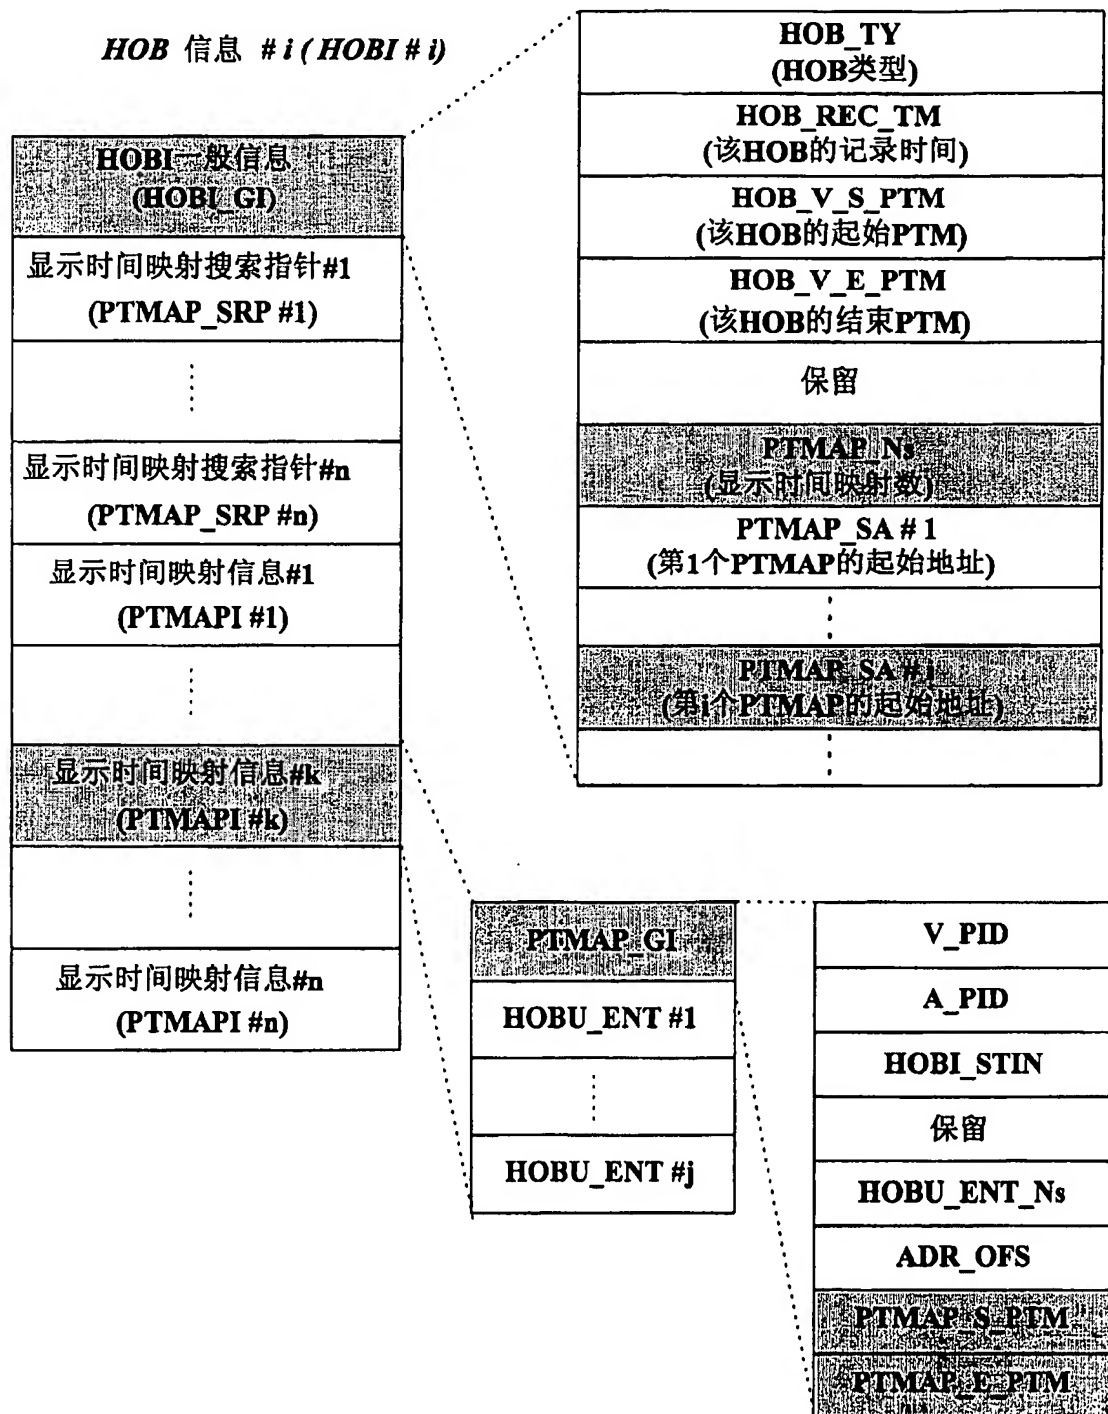 HOB 信息 # i ( HOBI # i)
HOBI一般信息
(HOBI_GI)
显示时间映射搜索指针#1
(PTMAP_SRP #1)
显示时间映射搜索指针#n
(PTMAP_SRP #n)
显示时间映射信息#1
(PTMAPI #1)
显示时间映射信息#k
(PTMAPI #k)
显示时间映射信息#n
(PTMAPI #n)
HOB_TY
(HOB类型)
HOB_REC_TM
(该HOB的记录时间)
HOB_V_S_PTM
(该HOB的起始PTM)
HOB_V_E_PTM
(该HOB的结束PTM)
保留
PTMAP_Ns
(显示时间映射数)
PTMAP_SA # 1
(第1个PTMAP的起始地址)
PTMAP_SA # i
(第i个PTMAP的起始地址)
PTMAP_GI
HOBU_ENT #1
HOBU_ENT #j
V_PID
A_PID
HOBI_STIN
保留
HOBU_ENT_Ns
ADR_OFS
PTMAP_S_PTM
PTMAP_E_PTM